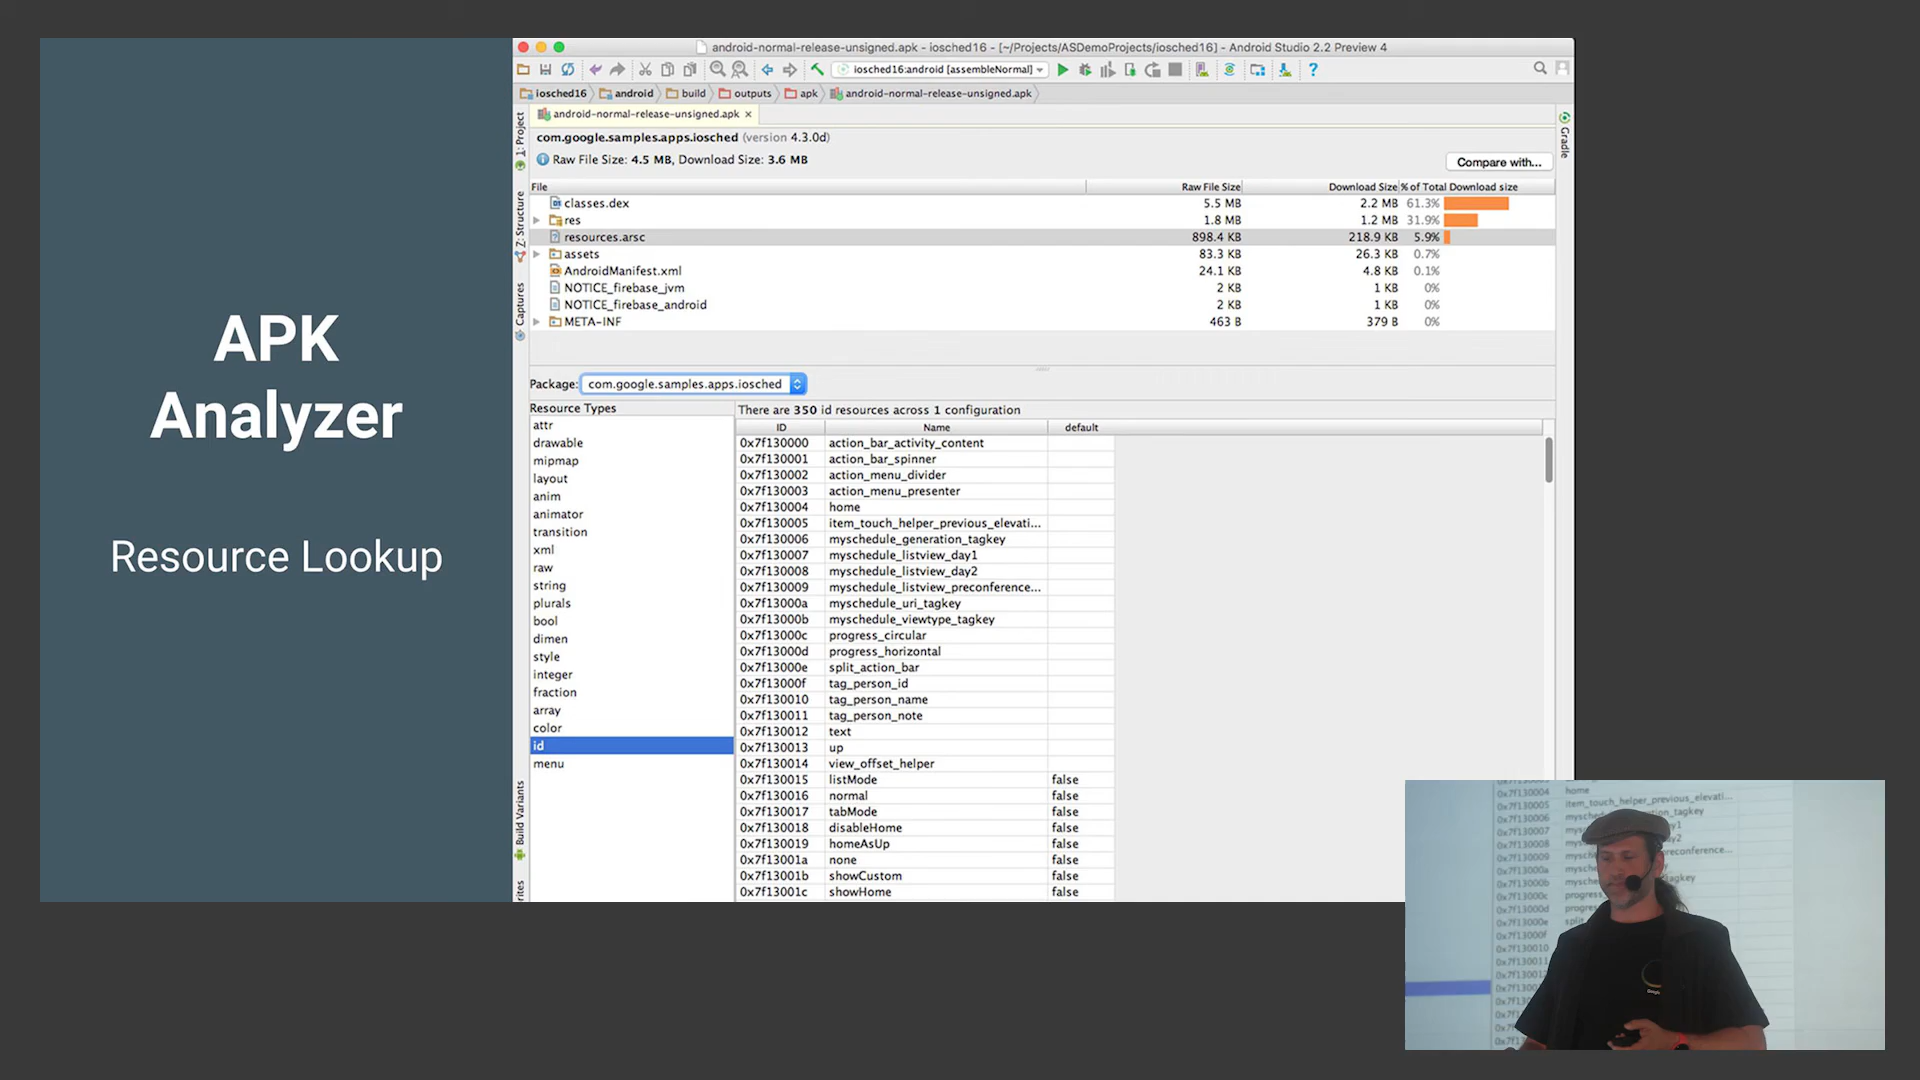 APK
Analyzer
Resource Lookup
android-normal-release-unsigned.apk - iosched16 - [~/Projects/ASDemoProjects/iosched16] - Android Studio 2.2 Preview 4
iosched16:android [assembleNormal]
iosched16 android build outputs apk android-normal-release-unsigned.apk
android-normal-release-unsigned.apk
1: Project
7: Structure
Captures
Build Variants
Gradle
com.google.samples.apps.iosched (version 4.3.0d)
Raw File Size: 4.5 MB, Download Size: 3.6 MB
Compare with...
File Raw File Size Download Size % of Total Download size
classes.dex 5.5 MB 2.2 MB 61.3%
res 1.8 MB 1.2 MB 31.9%
resources.arsc 898.4 KB 218.9 KB 5.9%
assets 83.3 KB 26.3 KB 0.7%
AndroidManifest.xml 24.1 KB 4.8 KB 0.1%
NOTICE_firebase_jvm 2 KB 1 KB 0%
NOTICE_firebase_android 2 KB 1 KB 0%
META-INF 463 B 379 B 0%
Package: com.google.samples.apps.iosched
Resource Types
attr
drawable
mipmap
layout
anim
animator
transition
xml
raw
string
plurals
bool
dimen
style
integer
fraction
array
color
id
menu
There are 350 id resources across 1 configuration
ID Name default
0x7f130000 action_bar_activity_content
0x7f130001 action_bar_spinner
0x7f130002 action_menu_divider
0x7f130003 action_menu_presenter
0x7f130004 home
0x7f130005 item_touch_helper_previous_elevati...
0x7f130006 myschedule_generation_tagkey
0x7f130007 myschedule_listview_day1
0x7f130008 myschedule_listview_day2
0x7f130009 myschedule_listview_preconference...
0x7f13000a myschedule_uri_tagkey
0x7f13000b myschedule_viewtype_tagkey
0x7f13000c progress_circular
0x7f13000d progress_horizontal
0x7f13000e split_action_bar
0x7f13000f tag_person_id
0x7f130010 tag_person_name
0x7f130011 tag_person_note
0x7f130012 text
0x7f130013 up
0x7f130014 view_offset_helper
0x7f130015 listMode false
0x7f130016 normal false
0x7f130017 tabMode false
0x7f130018 disableHome false
0x7f130019 homeAsUp false
0x7f13001a none false
0x7f13001b showCustom false
0x7f13001c showHome false